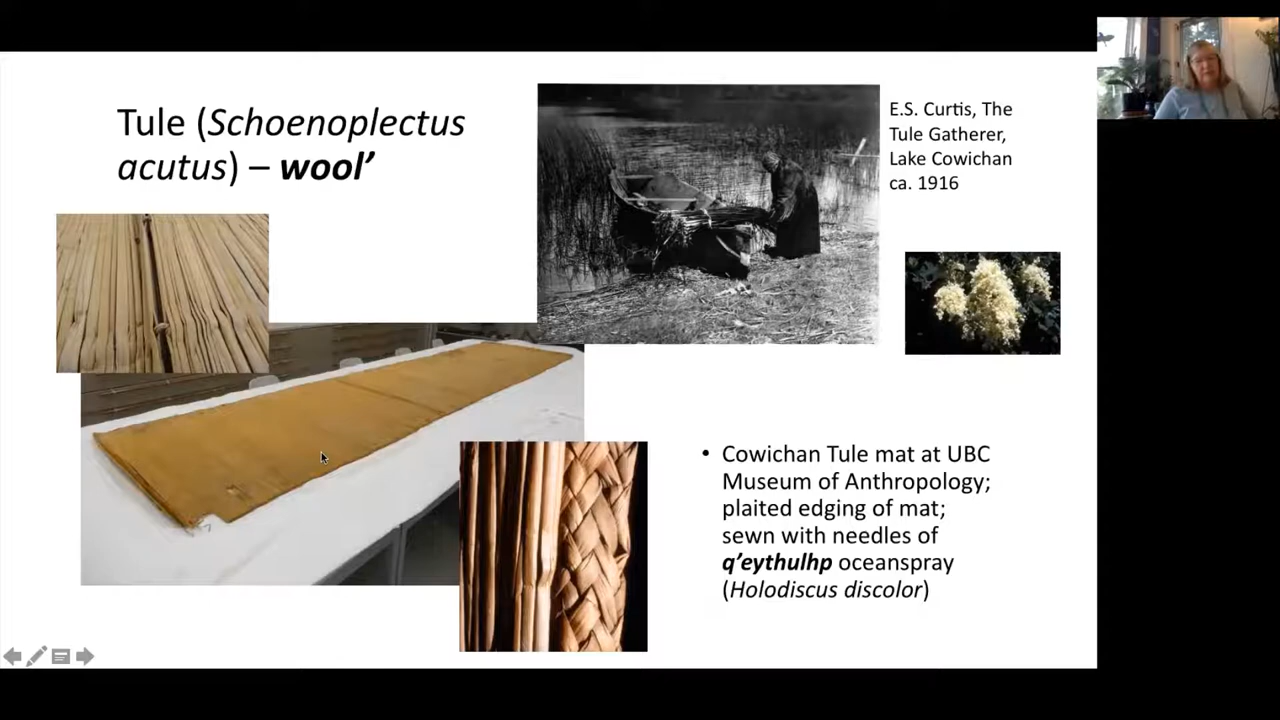 Tule (Schoenoplectus
acutus) – wool’
E.S. Curtis, The
Tule Gatherer,
Lake Cowichan
ca. 1916
• Cowichan Tule mat at UBC
Museum of Anthropology;
plaited edging of mat;
sewn with needles of
q’eythulhp oceanspray
(Holodiscus discolor)